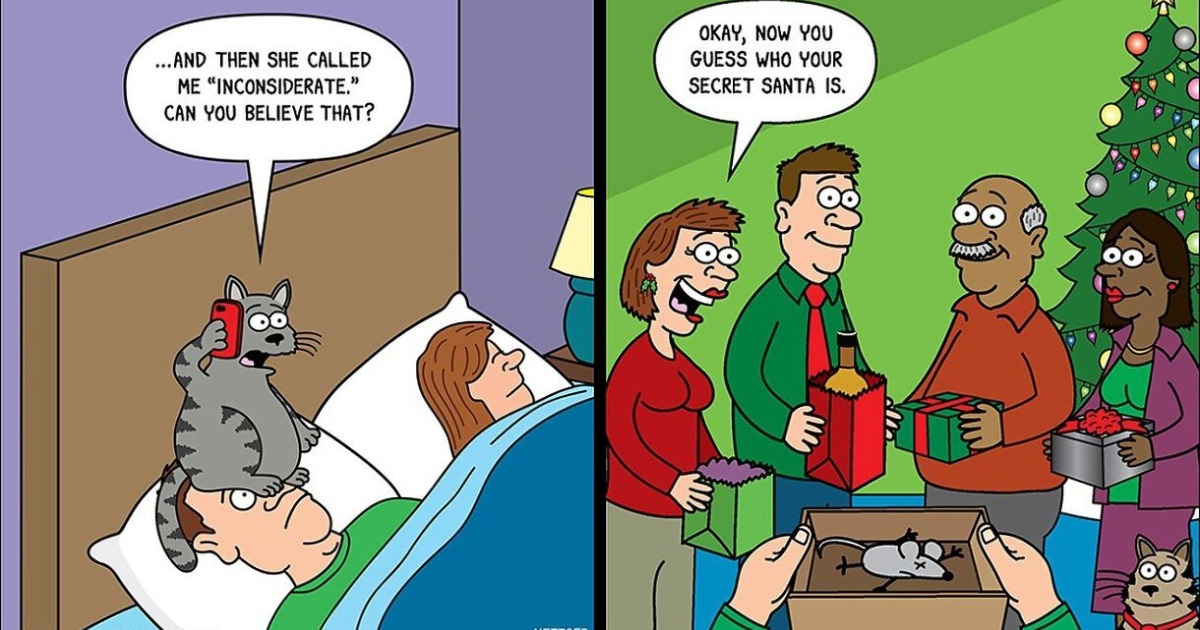 ...AND THEN SHE CALLED
ME "INCONSIDERATE."
CAN YOU BELIEVE THAT?
OKAY, NOW YOU
GUESS WHO YOUR
SECRET SANTA IS.